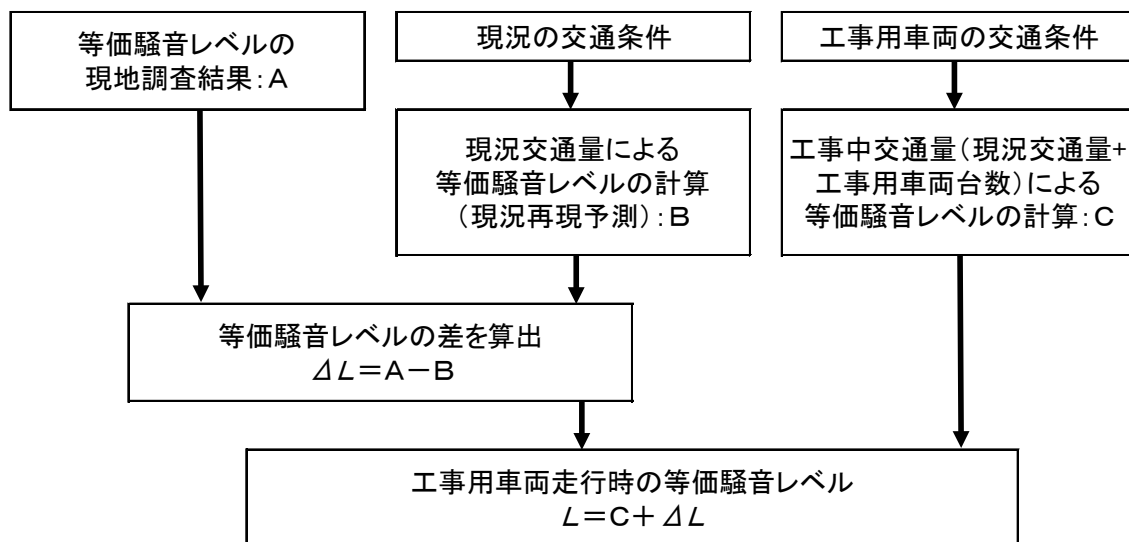 等価騒音レベルの
現地調査結果：A
現況の交通条件
工事用車両の交通条件
現況交通量による
等価騒音レベルの計算
（現況再現予測）：B
工事中交通量（現況交通量+
工事用車両台数）による
等価騒音レベルの計算：C
等価騒音レベルの差を算出
ΔL＝A－B
工事用車両走行時の等価騒音レベル
L＝C＋ΔL